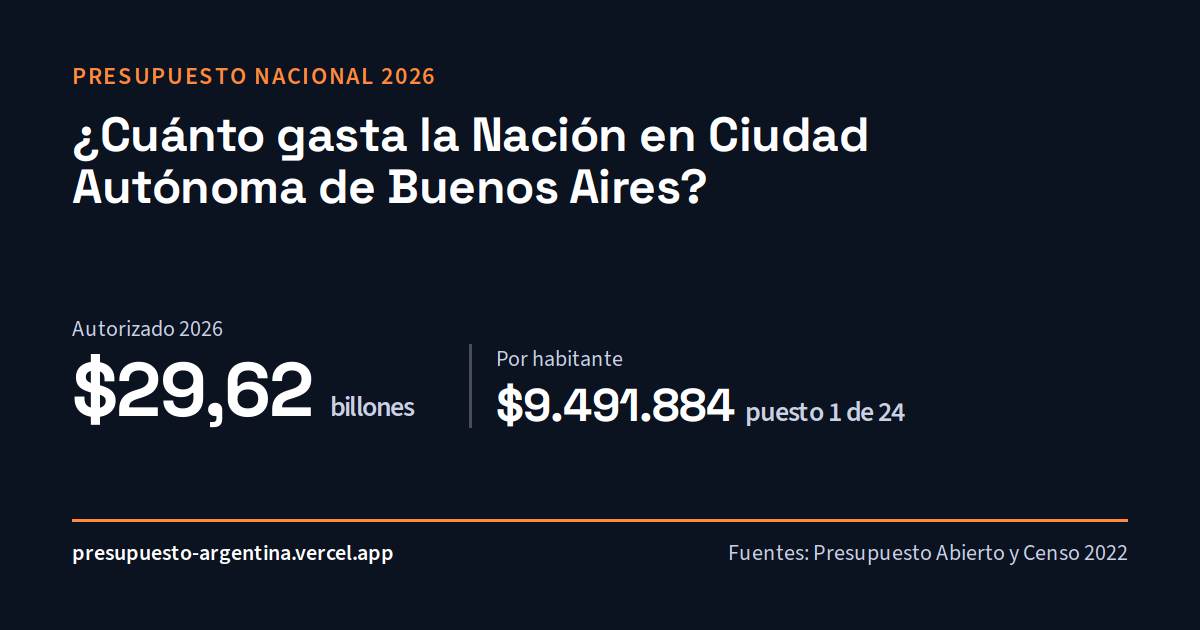 PRESUPUESTO NACIONAL 2026
¿Cuánto gasta la Nación en Ciudad
Autónoma de Buenos Aires?
Autorizado 2026
$29,62 billones
Por habitante
$9.491.884 puesto 1 de 24
presupuesto-argentina.vercel.app
Fuentes: Presupuesto Abierto y Censo 2022